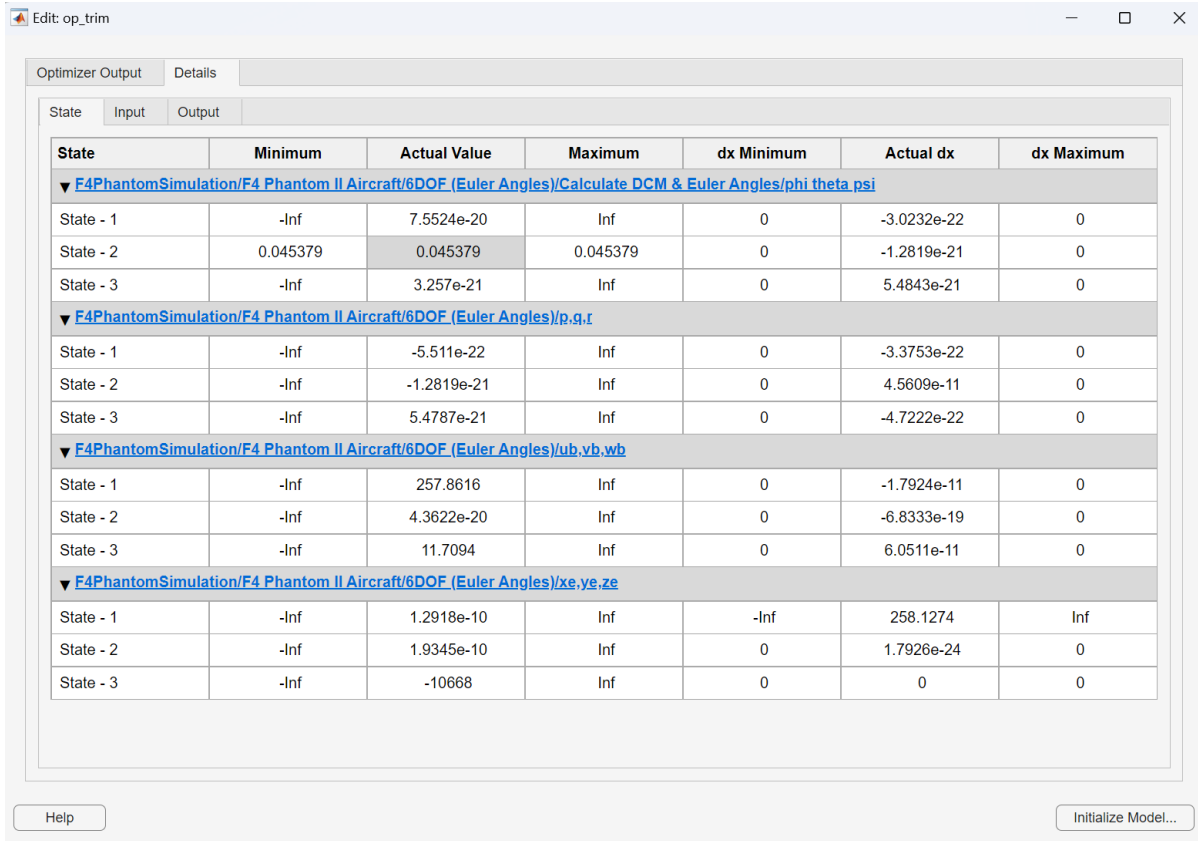 Edit: op_trim
Optimizer Output Details
State Input Output
State Minimum Actual Value Maximum dx Minimum Actual dx dx Maximum
▼ F4PhantomSimulation/F4 Phantom II Aircraft/6DOF (Euler Angles)/Calculate DCM & Euler Angles/phi theta psi
State - 1 -Inf 7.5524e-20 Inf 0 -3.0232e-22 0
State - 2 0.045379 0.045379 0.045379 0 -1.2819e-21 0
State - 3 -Inf 3.257e-21 Inf 0 5.4843e-21 0
▼ F4PhantomSimulation/F4 Phantom II Aircraft/6DOF (Euler Angles)/p,q,r
State - 1 -Inf -5.511e-22 Inf 0 -3.3753e-22 0
State - 2 -Inf -1.2819e-21 Inf 0 4.5609e-11 0
State - 3 -Inf 5.4787e-21 Inf 0 -4.7222e-22 0
▼ F4PhantomSimulation/F4 Phantom II Aircraft/6DOF (Euler Angles)/ub,vb,wb
State - 1 -Inf 257.8616 Inf 0 -1.7924e-11 0
State - 2 -Inf 4.3622e-20 Inf 0 -6.8333e-19 0
State - 3 -Inf 11.7094 Inf 0 6.0511e-11 0
▼ F4PhantomSimulation/F4 Phantom II Aircraft/6DOF (Euler Angles)/xe,ye,ze
State - 1 -Inf 1.2918e-10 Inf -Inf 258.1274 Inf
State - 2 -Inf 1.9345e-10 Inf 0 1.7926e-24 0
State - 3 -Inf -10668 Inf 0 0 0
Help Initialize Model...